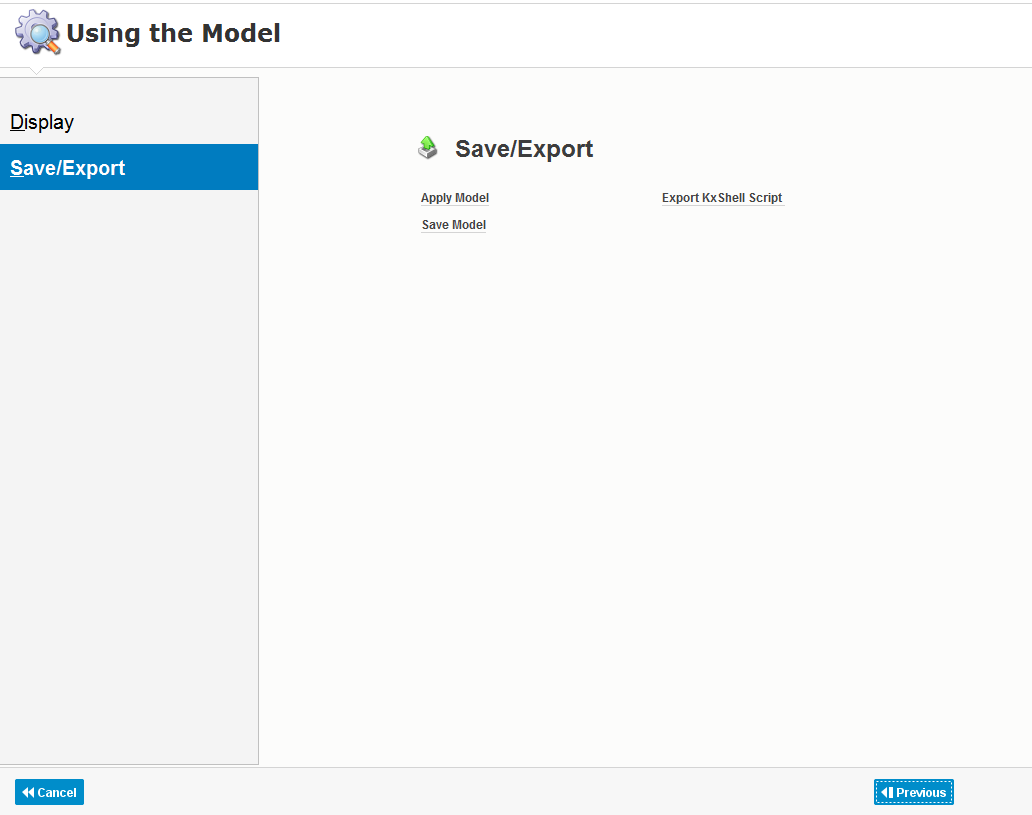 Using the Model
Display
Save/Export
Save/Export
Apply Model
Export KxShell Script
Save Model
Cancel
Previous